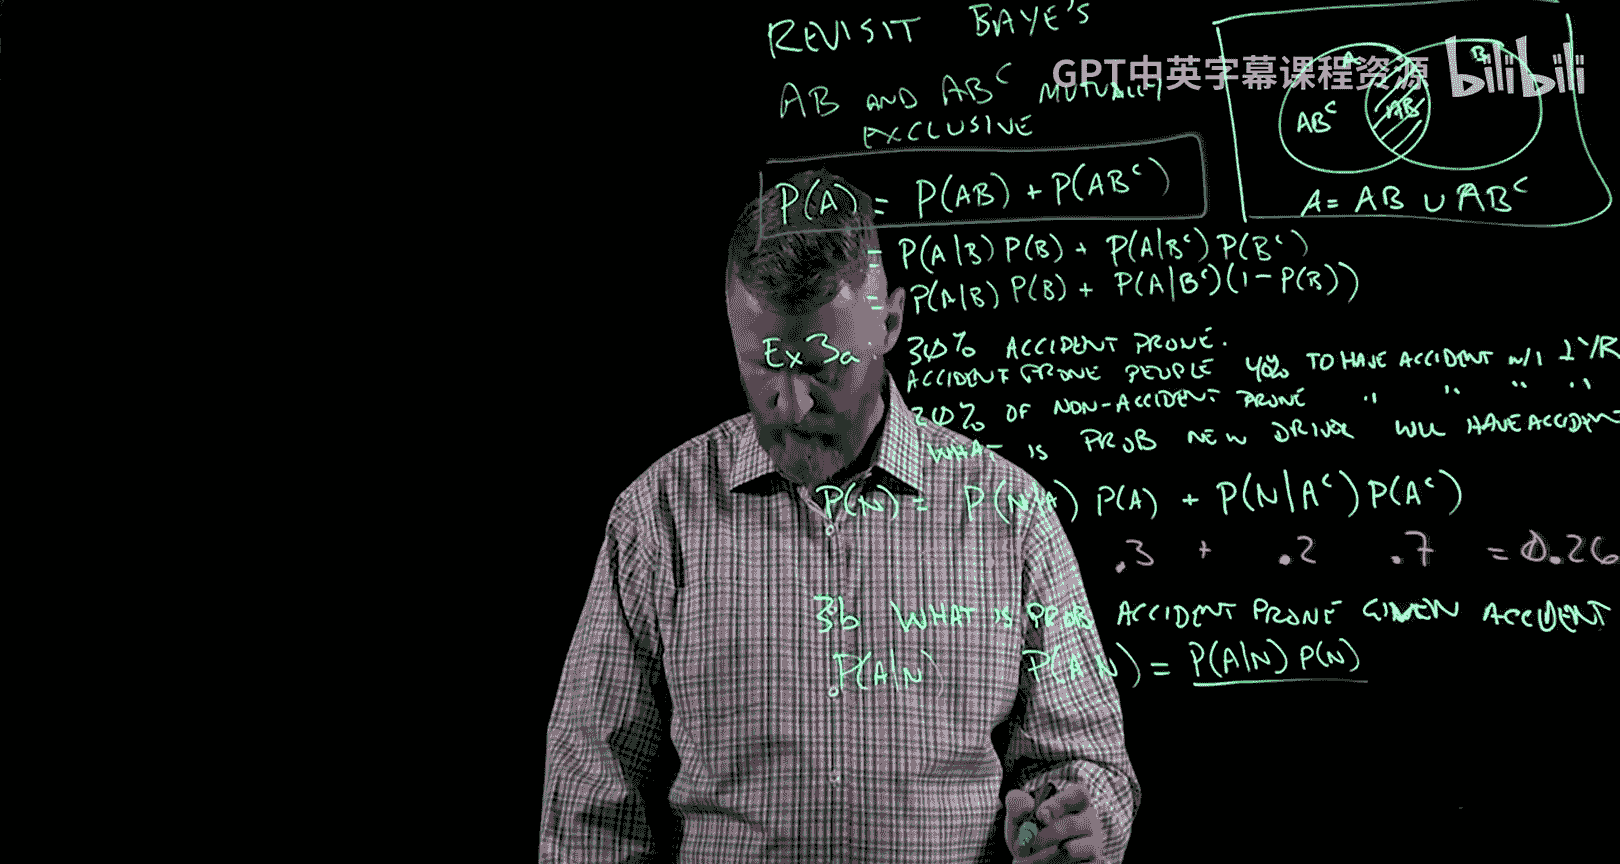 REVISIT BAYE'S
GPT中英字幕课程资源 bilibili
AB AND AB^c MUTUALLY
EXCLUSIVE
A B
AB^c AB
A = AB ∪ AB^c
P(A) = P(AB) + P(AB^c)
= P(A|B) P(B) + P(A|B^c) P(B^c)
= P(A|B) P(B) + P(A|B^c)(1 - P(B))
Ex 3a: 30% ACCIDENT PRONE.
ACCIDENT PRONE PEOPLE 40% TO HAVE ACCIDENT W/I 1 YR
20% OF NON-ACCIDENT PRONE " " " "
WHAT IS PROB NEW DRIVER WILL HAVE ACCIDEN
P(N) = P(N|A) P(A) + P(N|A^c) P(A^c)
.3 + .2 .7 = 0.26
3b WHAT IS PROB ACCIDENT PRONE GIVEN ACCIDENT
P(A|N) P(AN) = P(A|N) P(N)